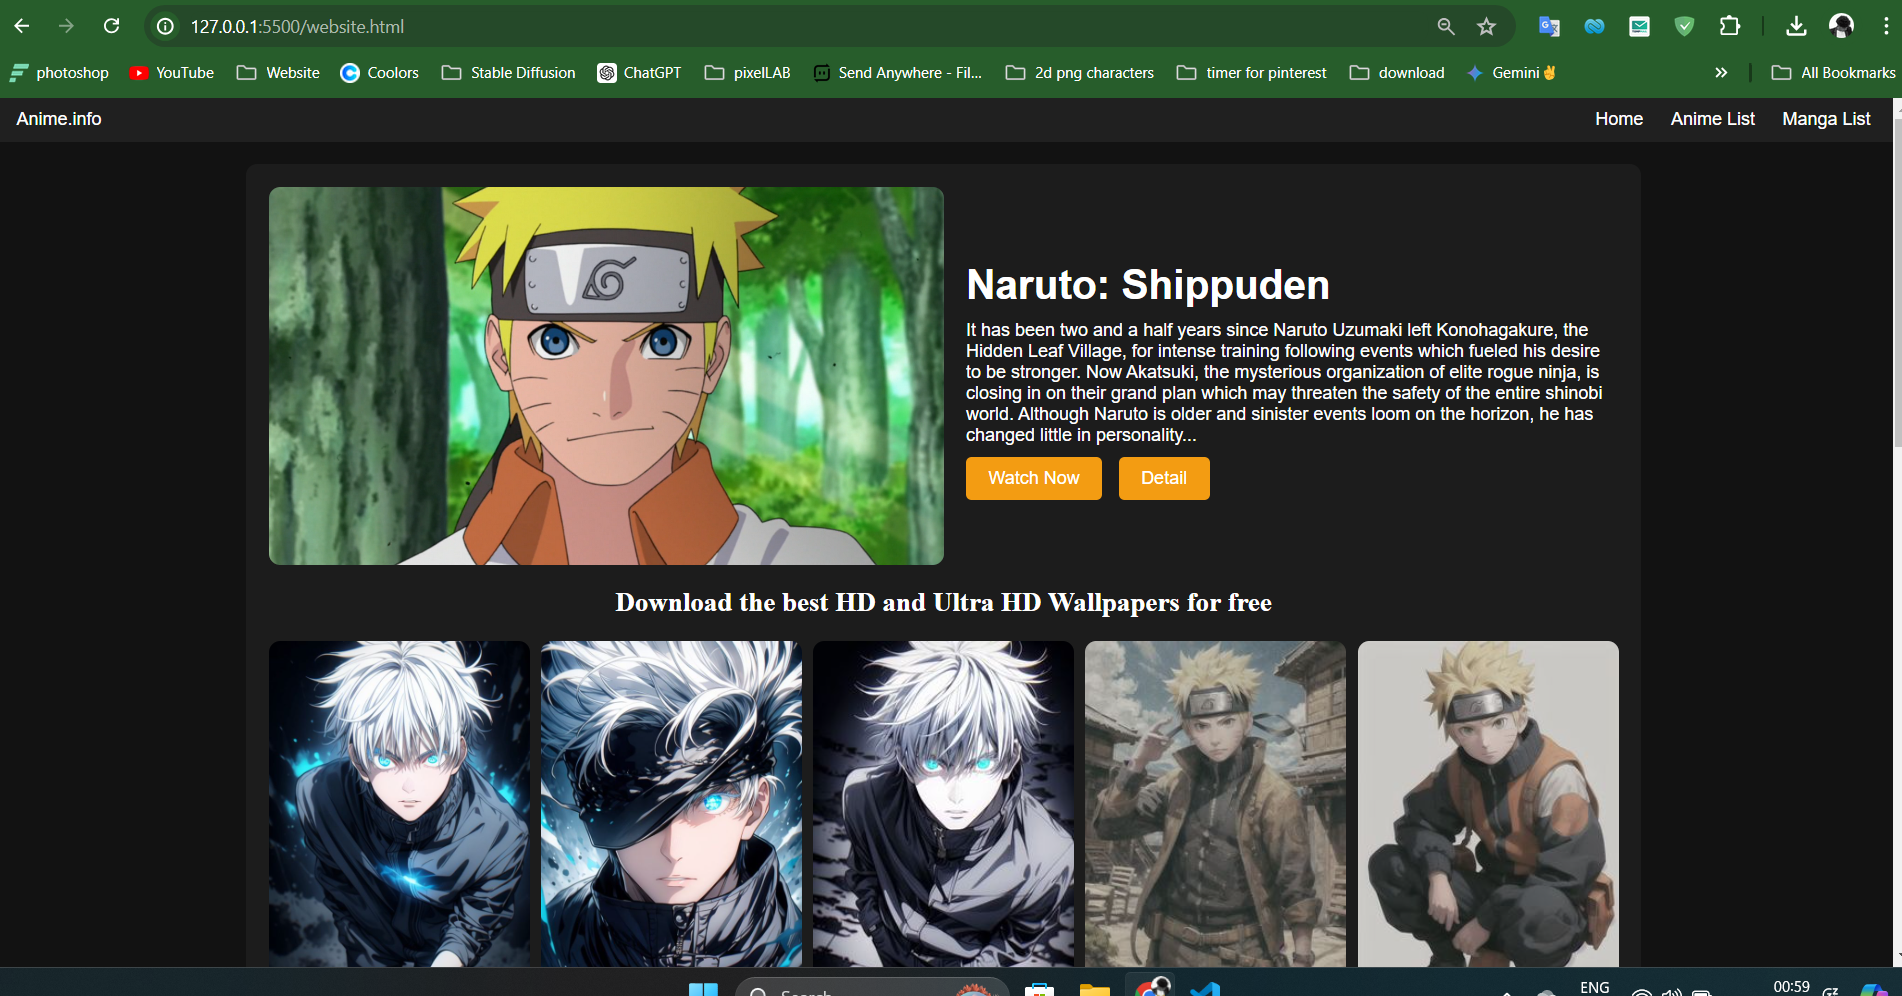 127.0.0.1:5500/website.html
photoshop YouTube Website Coolors Stable Diffusion ChatGPT pixelLAB Send Anywhere - Fil... 2d png characters timer for pinterest download Gemini✌ » All Bookmarks
Anime.info Home Anime List Manga List
Naruto: Shippuden
It has been two and a half years since Naruto Uzumaki left Konohagakure, the
Hidden Leaf Village, for intense training following events which fueled his desire
to be stronger. Now Akatsuki, the mysterious organization of elite rogue ninja, is
closing in on their grand plan which may threaten the safety of the entire shinobi
world. Although Naruto is older and sinister events loom on the horizon, he has
changed little in personality...
Watch Now Detail
Download the best HD and Ultra HD Wallpapers for free
Search
ENG
00:59